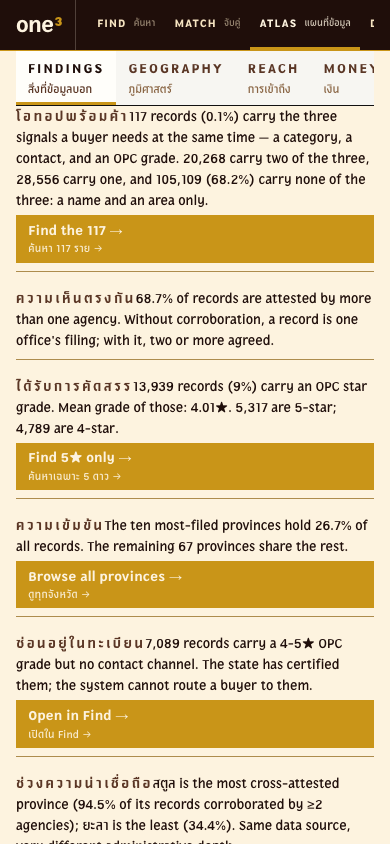 one³ FIND ค้นหา MATCH จับคู่ ATLAS แผนที่ข้อมูล
FINDINGS GEOGRAPHY REACH MONEY
สิ่งที่ข้อมูลบอก ภูมิศาสตร์ การเข้าถึง เงิน
โอทอปพร้อมค้า 117 records (0.1%) carry the three
signals a buyer needs at the same time — a category, a
contact, and an OPC grade. 20,268 carry two of the three,
28,556 carry one, and 105,109 (68.2%) carry none of the
three: a name and an area only.
Find the 117 →
ค้นหา 117 ราย →
ความเห็นตรงกัน 68.7% of records are attested by more
than one agency. Without corroboration, a record is one
office's filing; with it, two or more agreed.
ได้รับการคัดสรร 13,939 records (9%) carry an OPC star
grade. Mean grade of those: 4.01★. 5,317 are 5-star;
4,789 are 4-star.
Find 5★ only →
ค้นหาเฉพาะ 5 ดาว →
ความเข้มข้น The ten most-filed provinces hold 26.7% of
all records. The remaining 67 provinces share the rest.
Browse all provinces →
ดูทุกจังหวัด →
ซ่อนอยู่ในทะเบียน 7,089 records carry a 4-5★ OPC
grade but no contact channel. The state has certified
them; the system cannot route a buyer to them.
Open in Find →
เปิดใน Find →
ช่วงความน่าเชื่อถือ สตูล is the most cross-attested
province (94.5% of its records corroborated by ≥2
agencies); ยะลา is the least (34.4%). Same data source,
very different administrative depth.